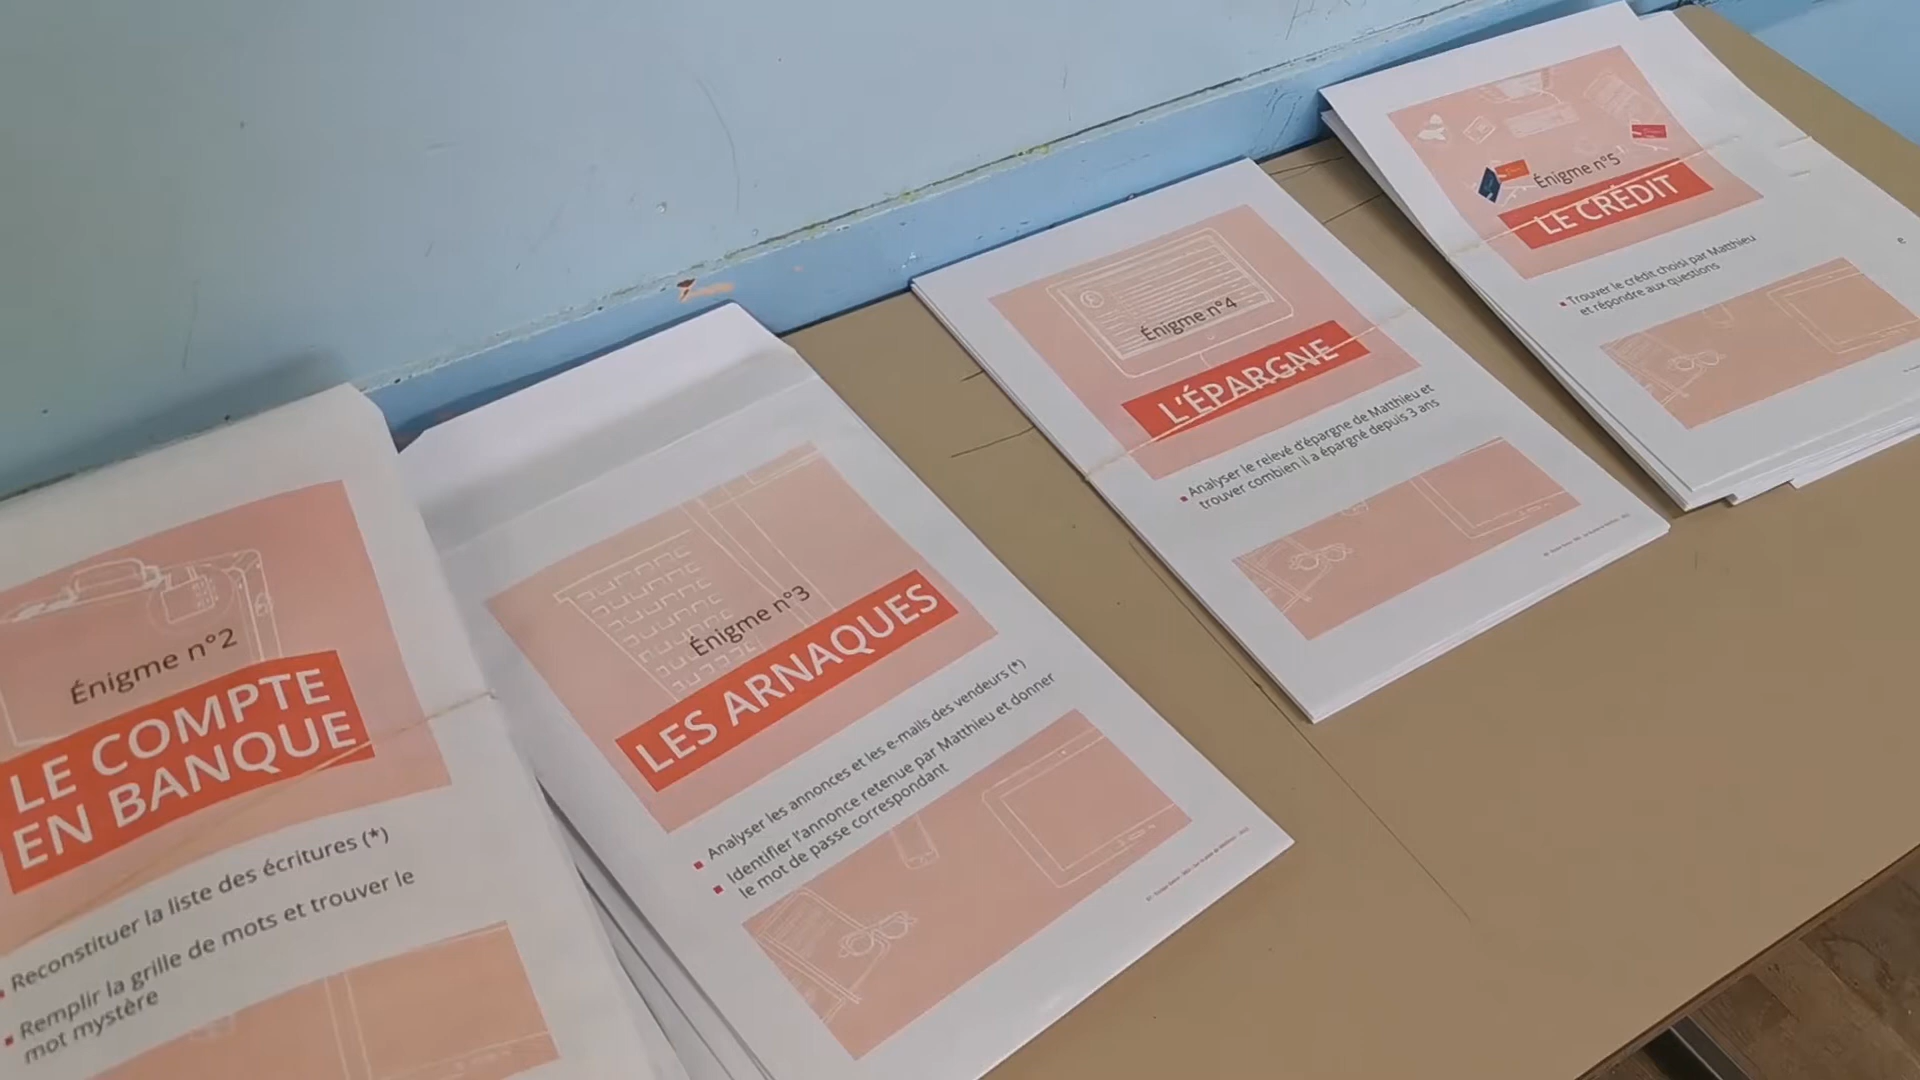 Énigme n°2
LE COMPTE
EN BANQUE
Reconstituer la liste des écritures (*)
Remplir la grille de mots et trouver le
mot mystère
Énigme n°3
LES ARNAQUES
Analyser les annonces et les e-mails des vendeurs (*)
Identifier l'annonce retenue par Matthieu et donner
le mot de passe correspondant
Énigme n°4
L'ÉPARGNE
Analyser le relevé d'épargne de Matthieu et
trouver combien il a épargné depuis 3 ans
Énigme n°5
LE CRÉDIT
Trouver le crédit choisi par Matthieu
et répondre aux questions
e